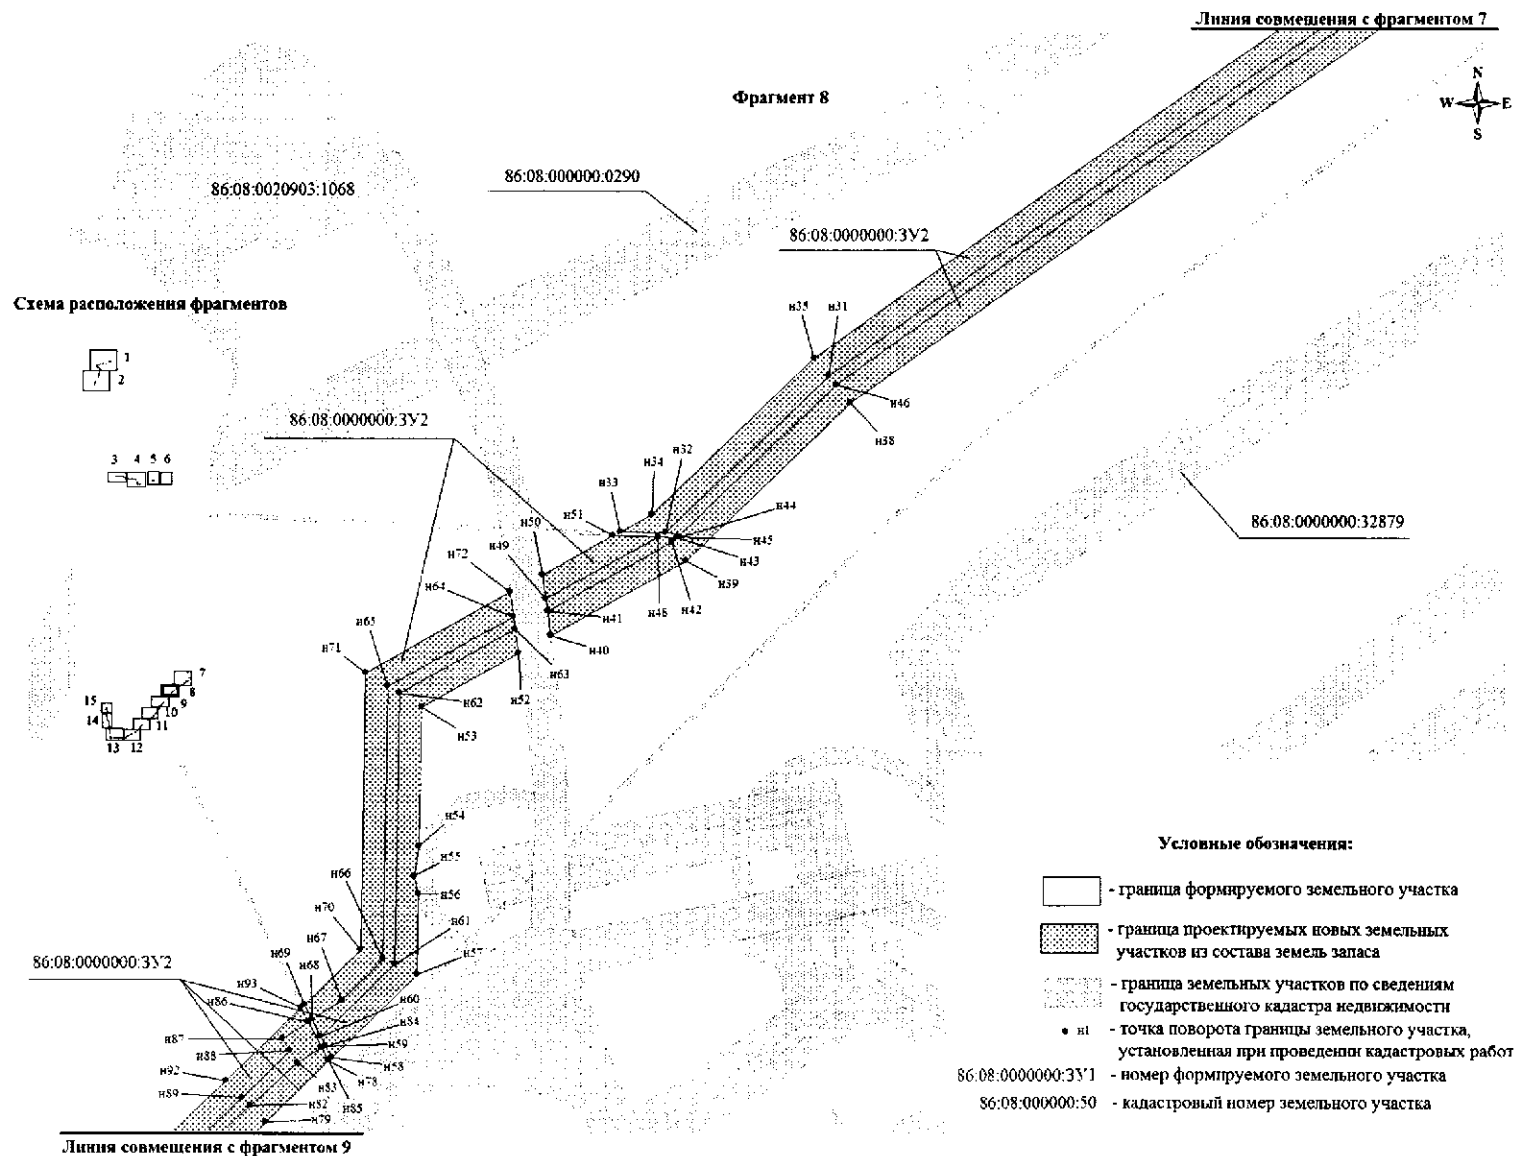 Линия совмещения с фрагментом 7
Фрагмент 8
N
W
E
S
86:08:0020903:1068
86:08:000000:0290
86:08:0000000:ЗУ2
Схема расположения фрагментов
1
2
3
4
5
6
7
8
9
10
11
12
13
14
15
86:08:0000000:ЗУ2
86:08:0000000:32879
н35
н31
н46
н38
н34
н32
н33
н51
н50
н44
н45
н43
н39
н42
н48
н49
н72
н64
н41
н40
н63
н52
н65
н71
н62
н53
н54
н55
н56
н66
н61
н70
н57
н67
н69
н68
н93
н86
н60
н84
н87
н59
н88
н58
н78
н92
н83
н89
н82
н85
н79
86:08:0000000:ЗУ2
Линия совмещения с фрагментом 9
Условные обозначения:
- граница формируемого земельного участка
- граница проектируемых новых земельных
участков из состава земель запаса
- граница земельных участков по сведениям
государственного кадастра недвижимости
н1 - точка поворота границы земельного участка,
установленная при проведении кадастровых работ
86:08:0000000:ЗУ1 - номер формируемого земельного участка
86:08:000000:50 - кадастровый номер земельного участка